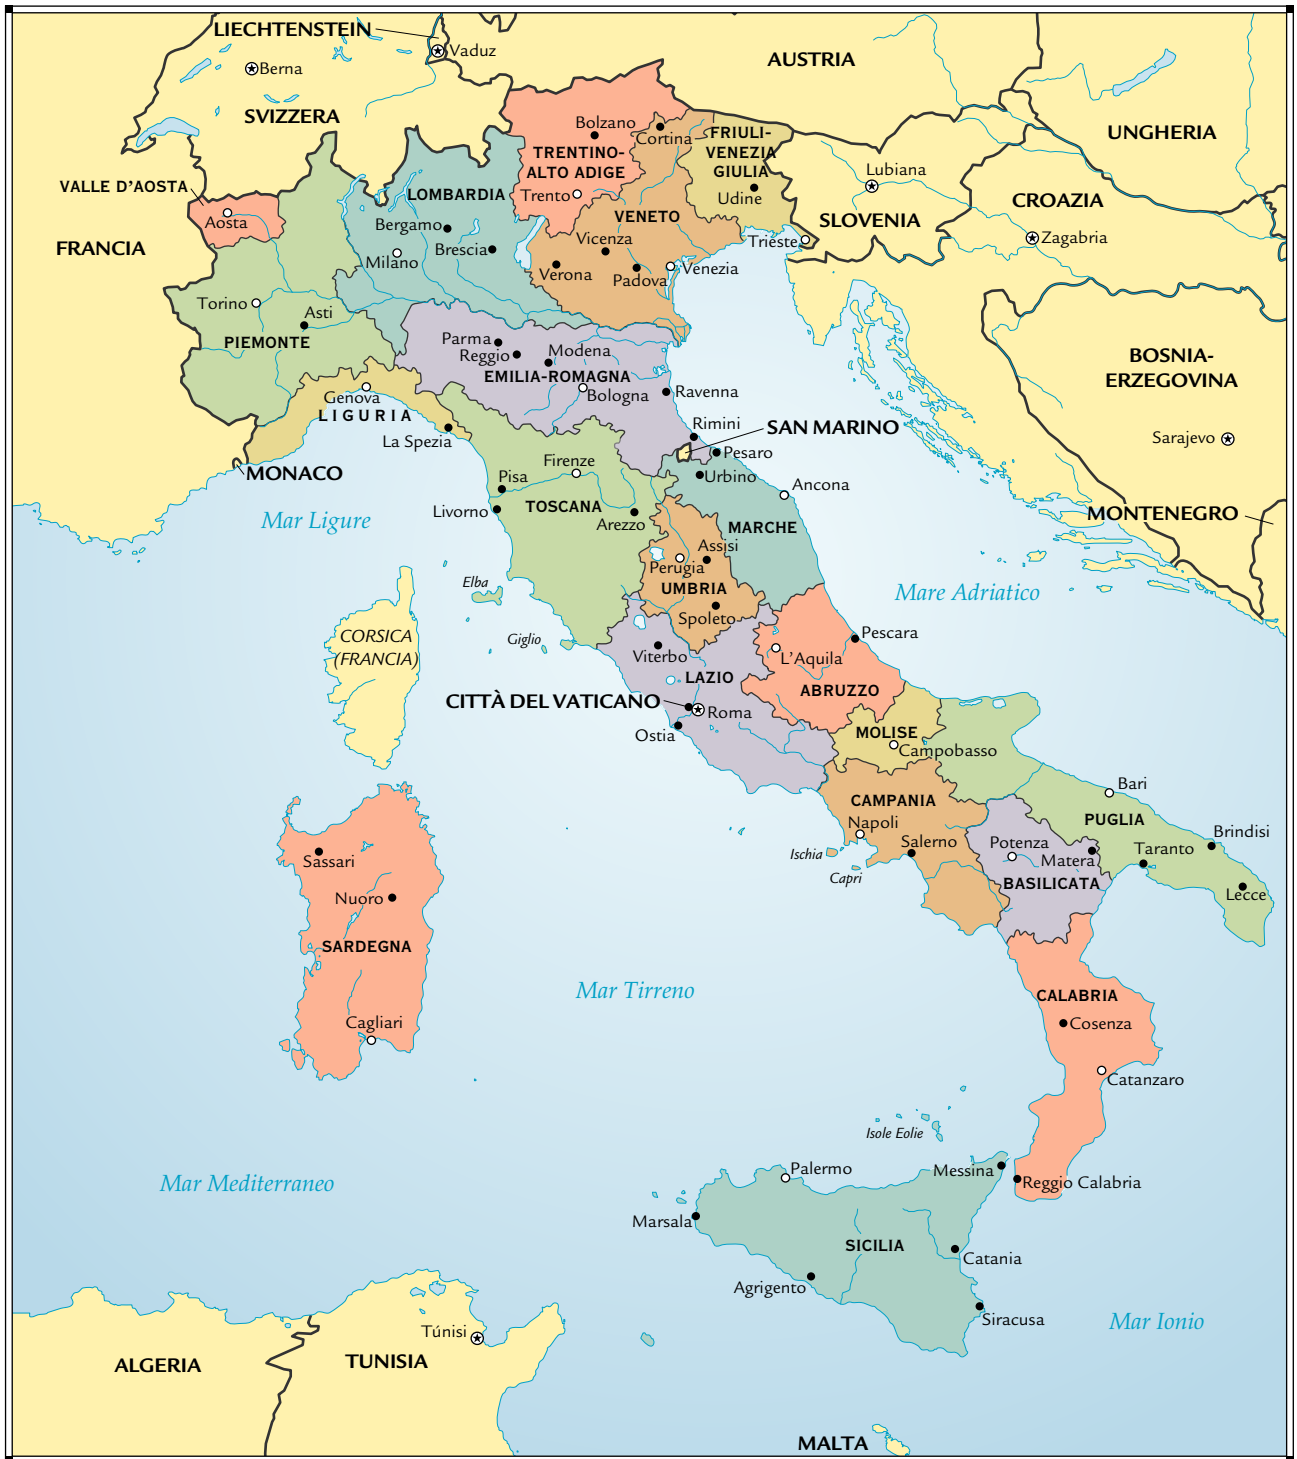 LIECHTENSTEIN
Vaduz
Berna
SVIZZERA
AUSTRIA
UNGHERIA
Bolzano
TRENTINO-
ALTO ADIGE
Trento
Cortina
FRIULI-
VENEZIA
GIULIA
Udine
Lubiana
SLOVENIA
CROAZIA
Zagabria
VALLE D'AOSTA
Aosta
FRANCIA
LOMBARDIA
Bergamo
Milano
Brescia
VENETO
Vicenza
Verona
Padova
Venezia
Trieste
Torino
Asti
PIEMONTE
Parma
Reggio
Modena
EMILIA-ROMAGNA
Bologna
Ravenna
BOSNIA-
ERZEGOVINA
Sarajevo
Genova
LIGURIA
La Spezia
MONACO
Rimini
SAN MARINO
Pesaro
Urbino
Ancona
MONTENEGRO
Mar Ligure
Firenze
Pisa
Livorno
TOSCANA
Arezzo
MARCHE
Assisi
Perugia
UMBRIA
Spoleto
Mare Adriatico
Elba
Giglio
CORSICA
(FRANCIA)
Viterbo
LAZIO
L'Aquila
Pescara
ABRUZZO
CITTÀ DEL VATICANO
Roma
Ostia
MOLISE
Campobasso
CAMPANIA
Napoli
Salerno
Ischia
Capri
Bari
PUGLIA
Brindisi
Potenza
Matera
Taranto
BASILICATA
Lecce
Sassari
Nuoro
SARDEGNA
Cagliari
Mar Tirreno
CALABRIA
Cosenza
Catanzaro
Isole Eolie
Mar Mediterraneo
Palermo
Messina
Reggio Calabria
Marsala
SICILIA
Catania
Agrigento
Siracusa
Mar Ionio
Túnisi
ALGERIA
TUNISIA
MALTA